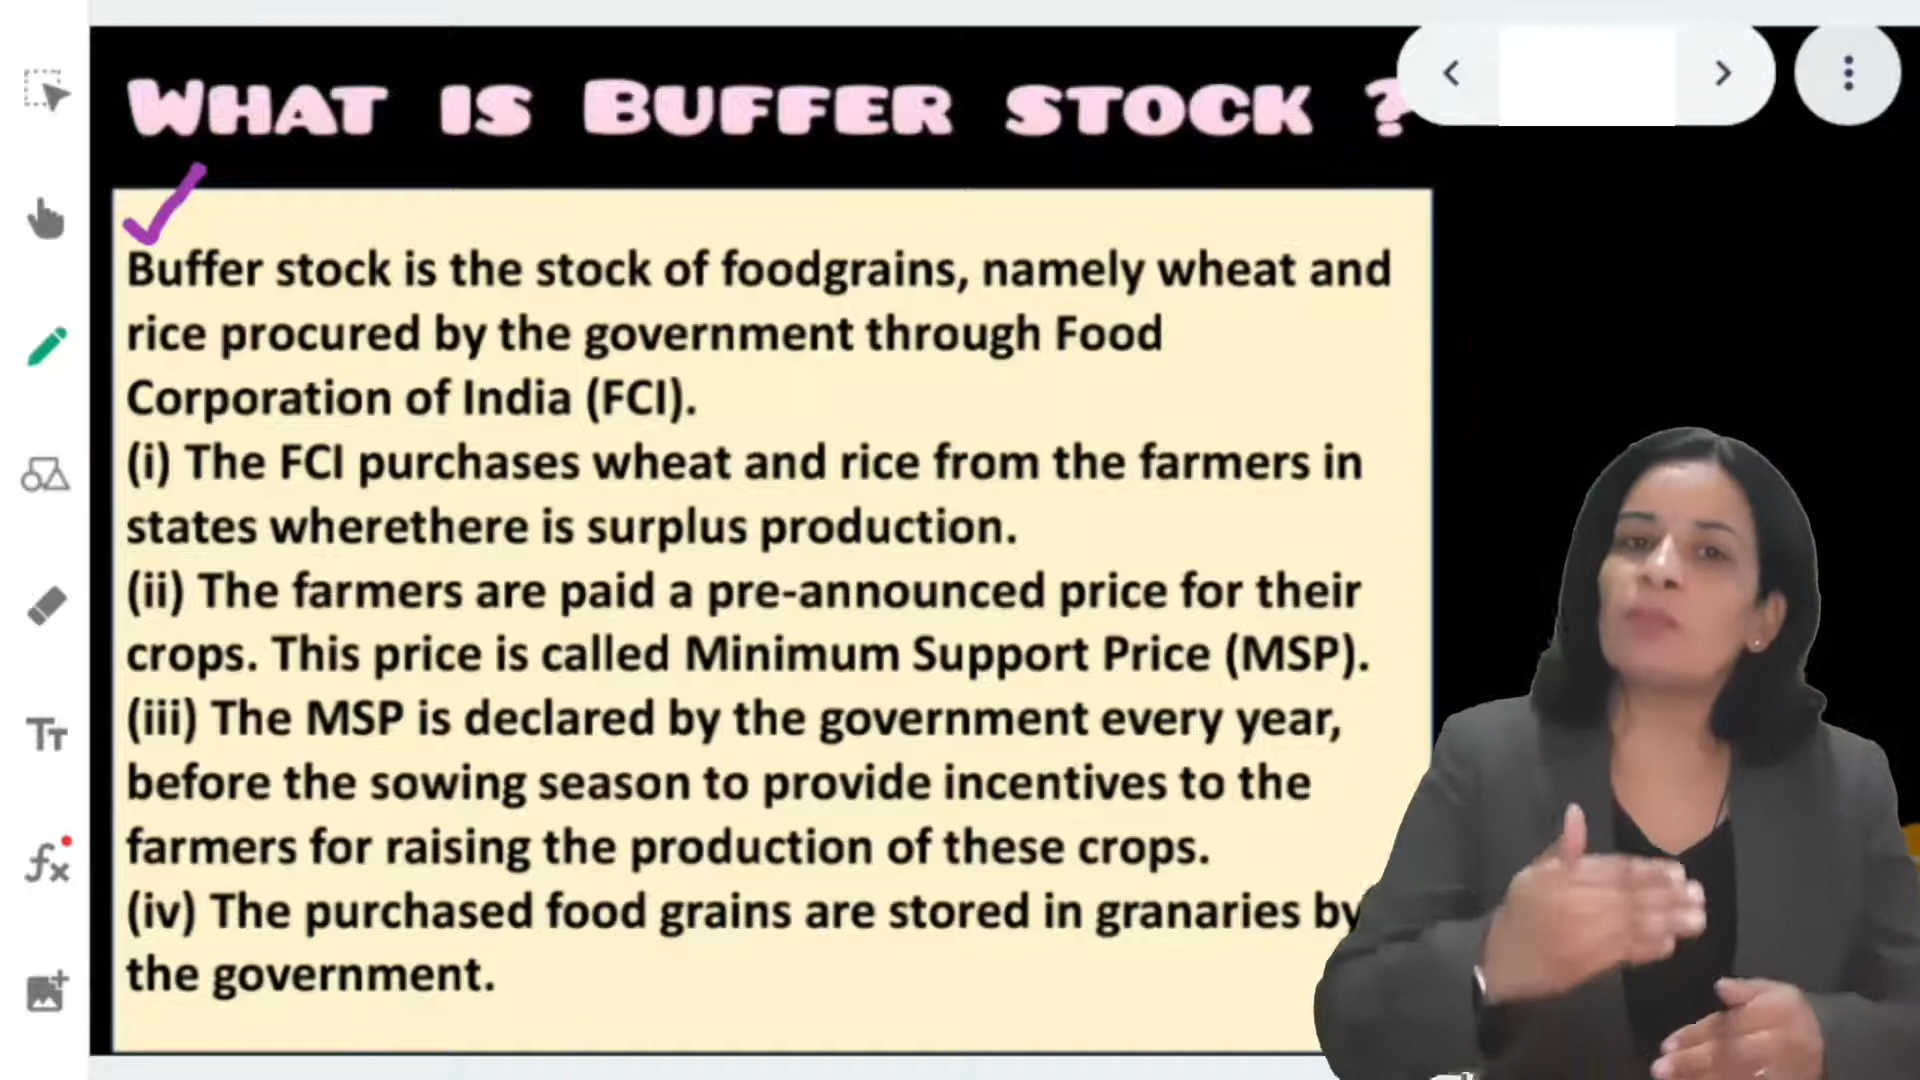 WHAT IS BUFFER STOCK ?
Buffer stock is the stock of foodgrains, namely wheat and
rice procured by the government through Food
Corporation of India (FCI).
(i) The FCI purchases wheat and rice from the farmers in
states wherethere is surplus production.
(ii) The farmers are paid a pre-announced price for their
crops. This price is called Minimum Support Price (MSP).
(iii) The MSP is declared by the government every year,
before the sowing season to provide incentives to the
farmers for raising the production of these crops.
(iv) The purchased food grains are stored in granaries by
the government.
Tт
fx